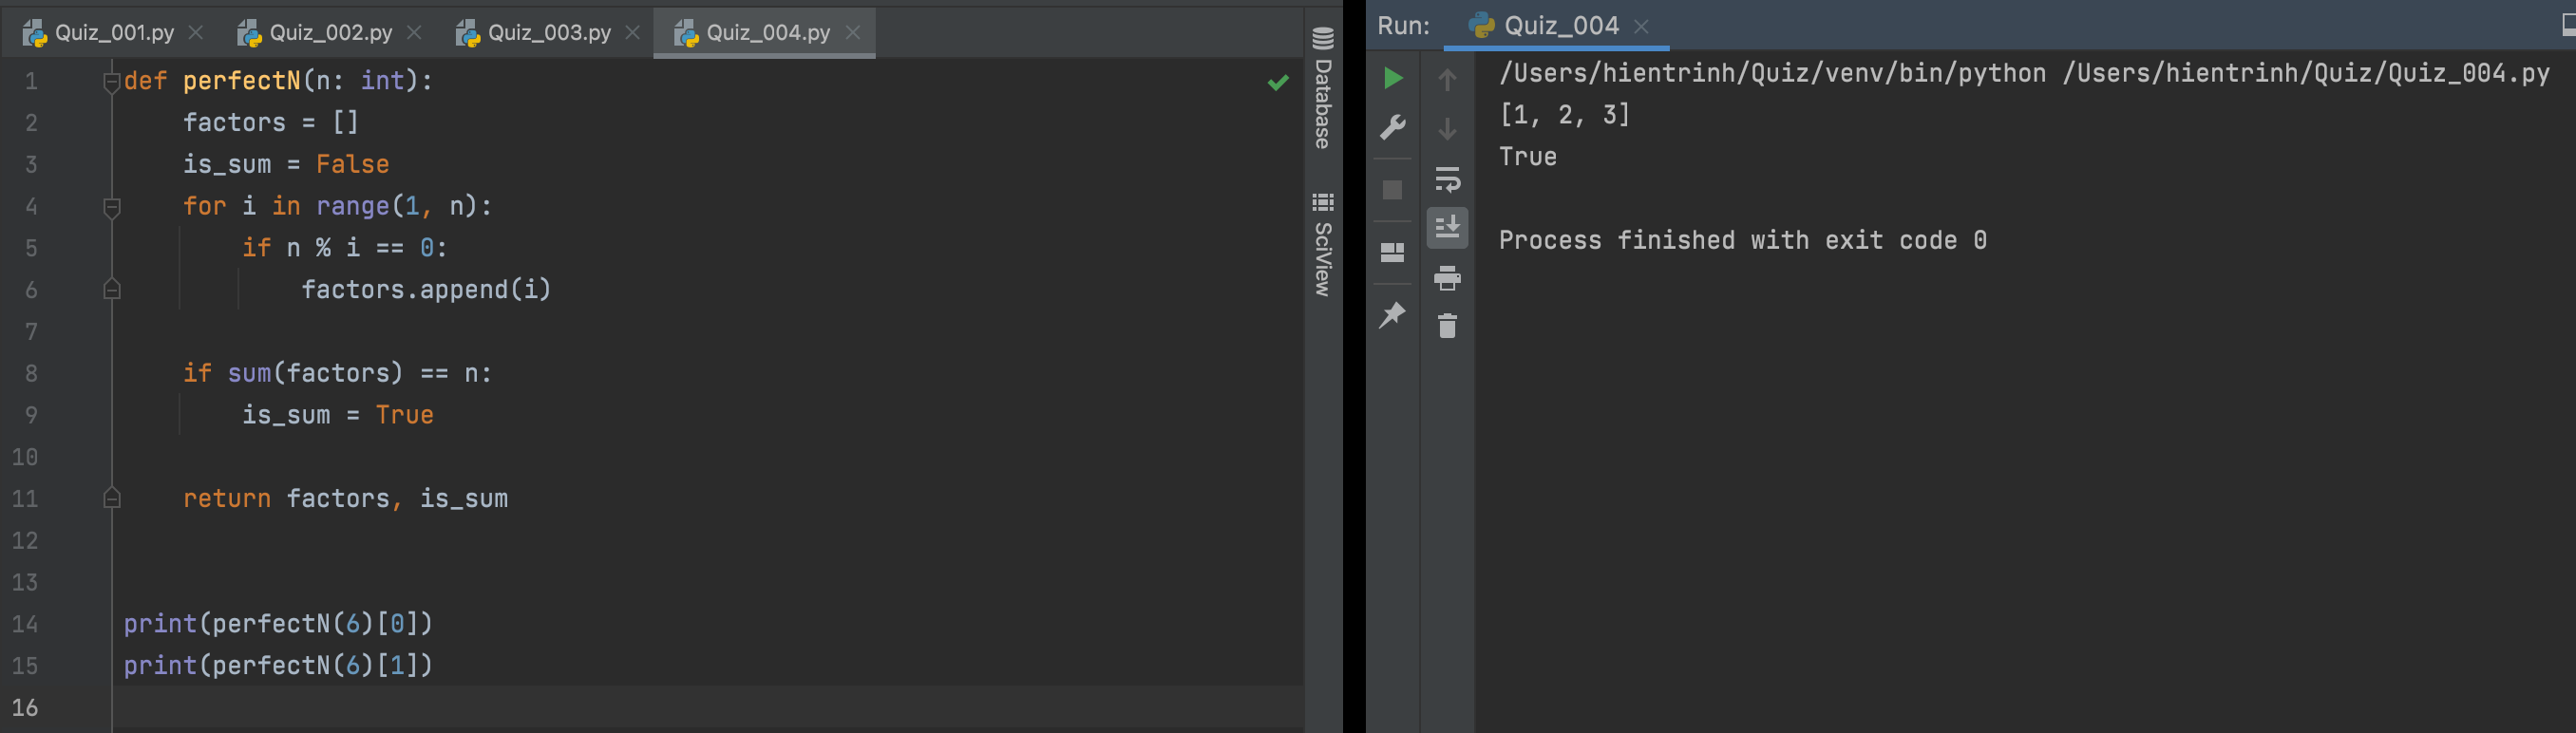 Quiz_001.py Quiz_002.py Quiz_003.py Quiz_004.py
1 def perfectN(n: int):
2     factors = []
3     is_sum = False
4     for i in range(1, n):
5         if n % i == 0:
6             factors.append(i)
7
8     if sum(factors) == n:
9         is_sum = True
10
11     return factors, is_sum
12
13
14 print(perfectN(6)[0])
15 print(perfectN(6)[1])
16
Database
SciView
Run: Quiz_004
/Users/hientrinh/Quiz/venv/bin/python /Users/hientrinh/Quiz/Quiz_004.py
[1, 2, 3]
True
Process finished with exit code 0